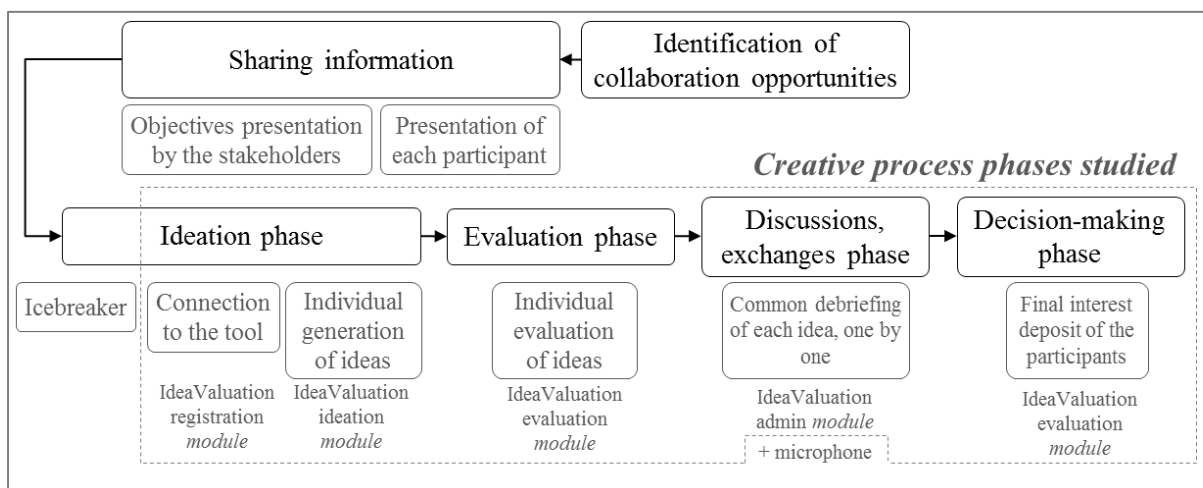 Sharing information
Identification of
collaboration opportunities
Objectives presentation
by the stakeholders
Presentation of
each participant
Creative process phases studied
Ideation phase
Evaluation phase
Discussions,
exchanges phase
Decision-making
phase
Icebreaker
Connection
to the tool
Individual
generation
of ideas
Individual
evaluation
of ideas
Common debriefing
of each idea, one by
one
Final interest
deposit of the
participants
IdeaValuation
registration
module
IdeaValuation
ideation
module
IdeaValuation
evaluation
module
IdeaValuation
admin module
+ microphone
IdeaValuation
evaluation
module